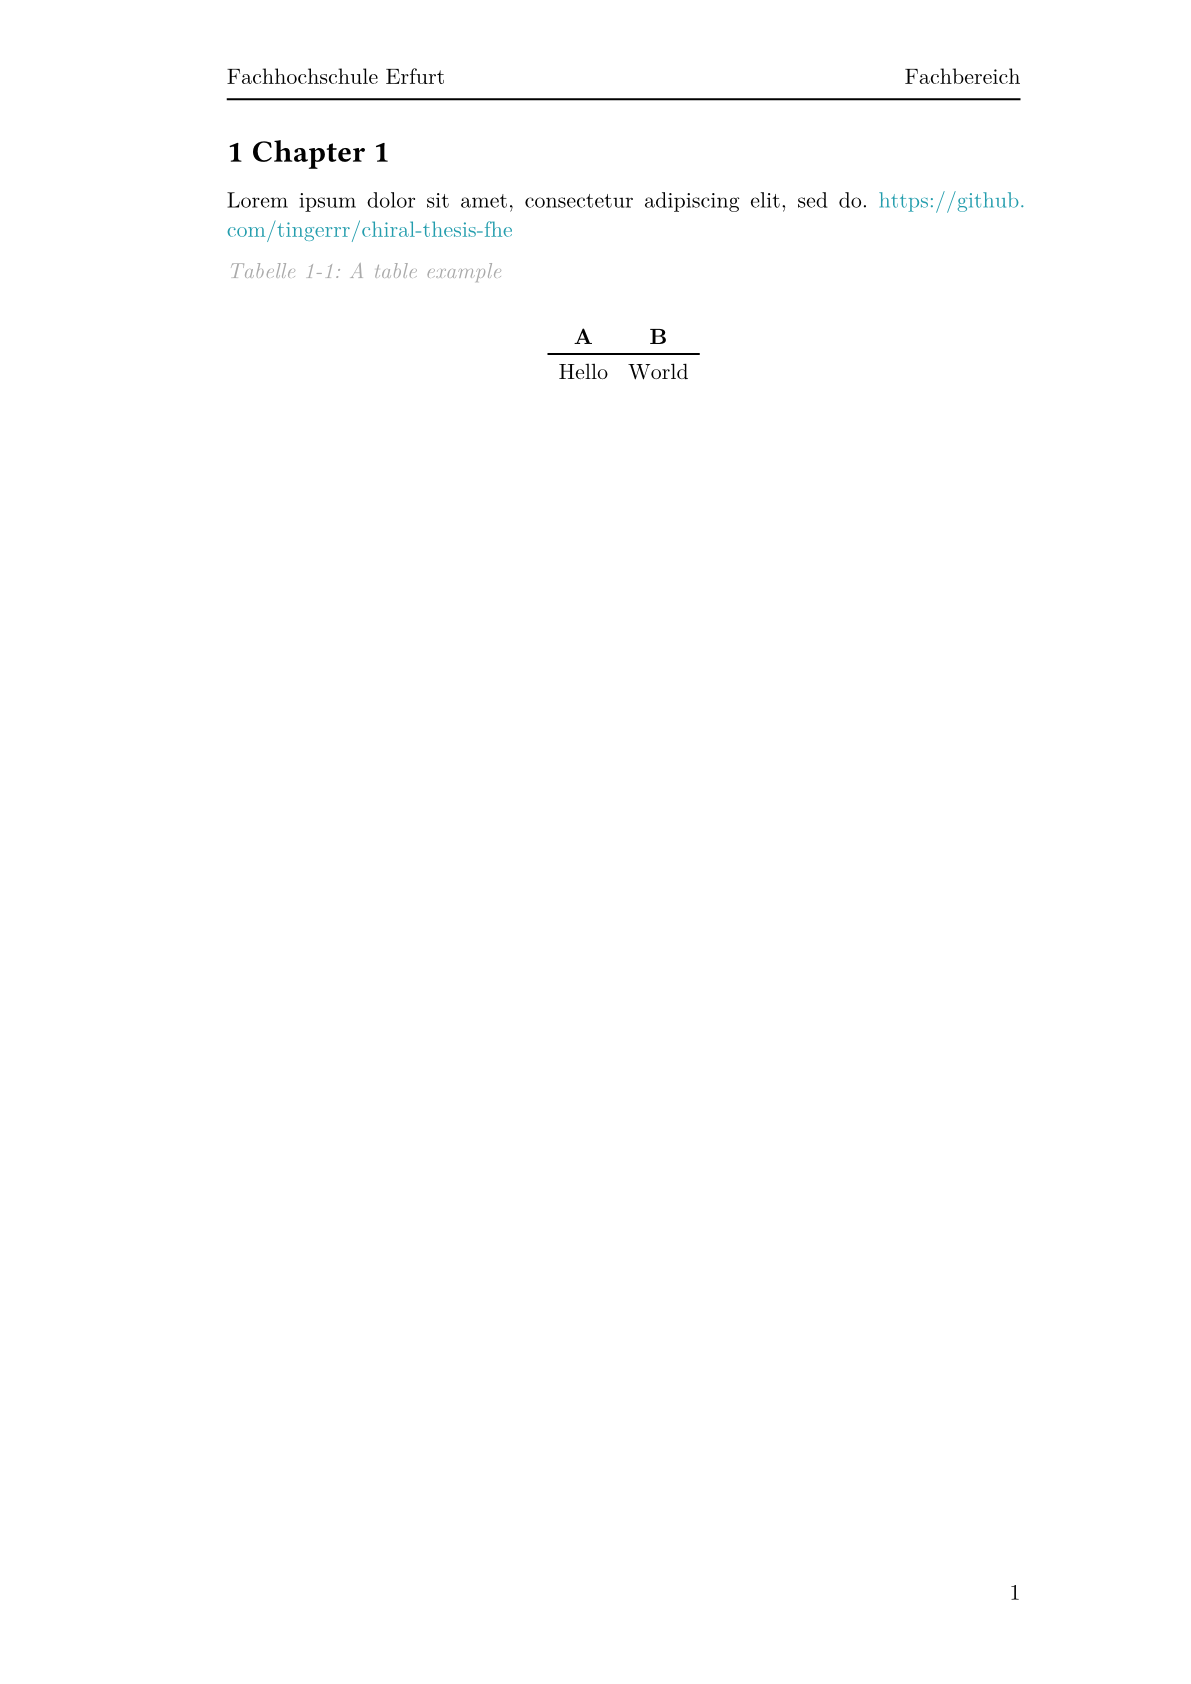 Fachhochschule Erfurt Fachbereich
1 Chapter 1
Lorem ipsum dolor sit amet, consectetur adipiscing elit, sed do. https://github.
com/tingerrr/chiral-thesis-fhe
Tabelle 1-1: A table example
A B
Hello World
1